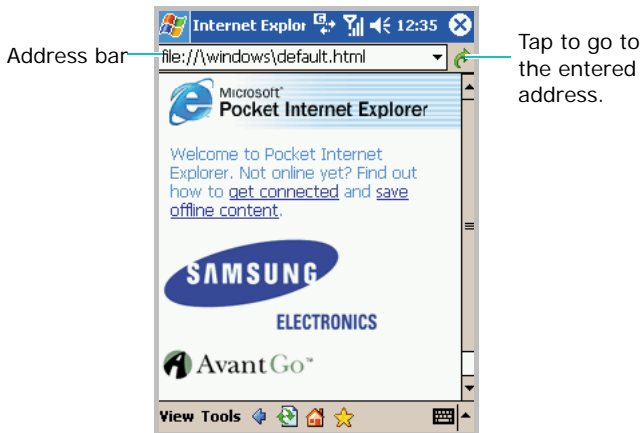 Internet Explor 12:35
Address bar
file://\windows\default.html
Tap to go to
the entered
address.
Microsoft®
Pocket Internet Explorer
Welcome to Pocket Internet
Explorer. Not online yet? Find out
how to get connected and save
offline content.
SAMSUNG
ELECTRONICS
AvantGo™
View Tools